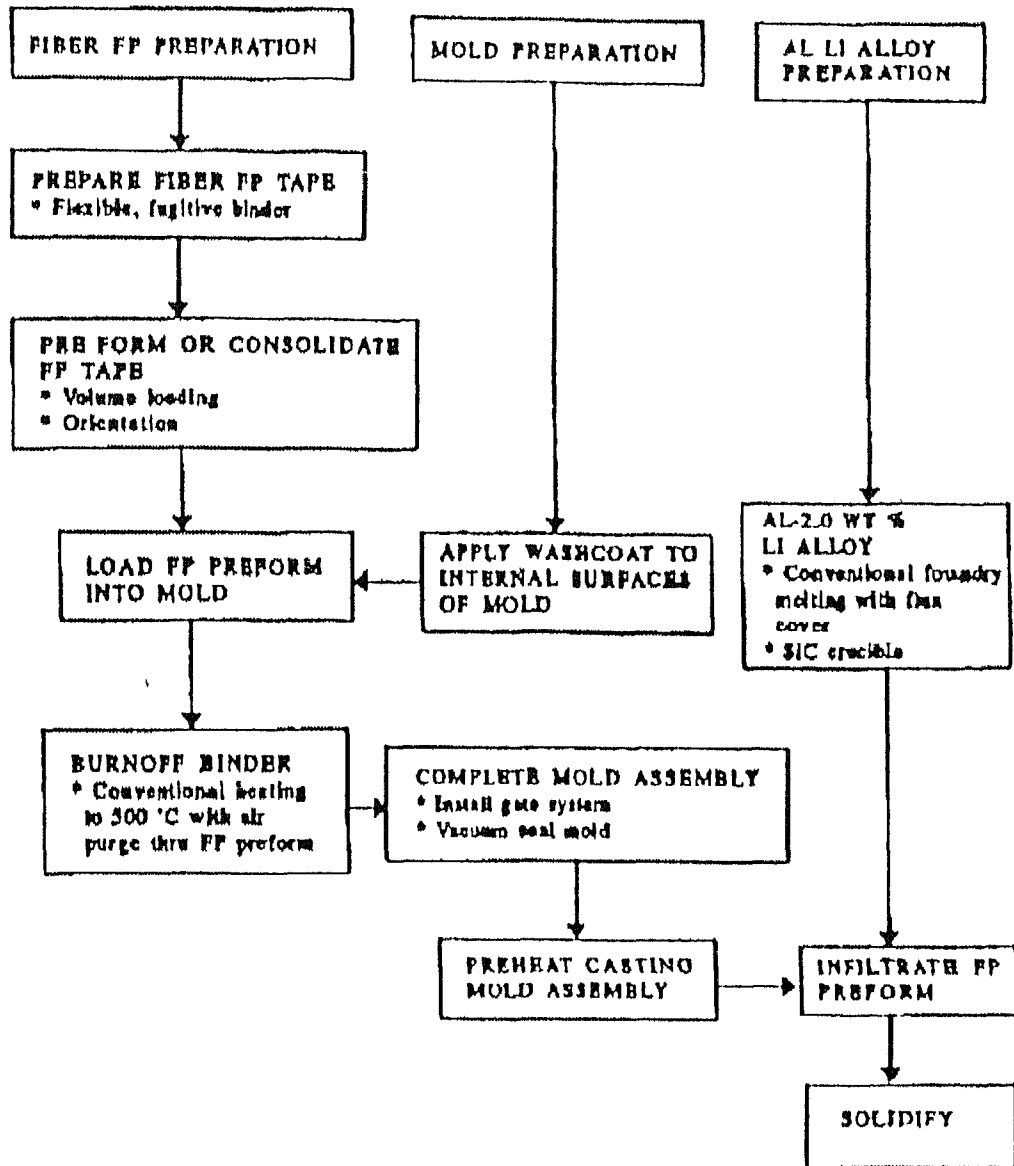 FIBER FP PREPARATION
MOLD PREPARATION
AL LI ALLOY
PREPARATION
PREPARE FIBER FP TAPE
* Flexible, fugitive binder
PRE FORM OR CONSOLIDATE
FP TAPE
* Volume loading
* Orientation
LOAD FP PREFORM
INTO MOLD
APPLY WASHCOAT TO
INTERNAL SURFACES
OF MOLD
AL-2.0 WT %
LI ALLOY
* Conventional foundry
melting with flux
cover
* SIC crucible
BURNOFF BINDER
* Conventional heating
to 500 °C with air
purge thru FP preform
COMPLETE MOLD ASSEMBLY
* Install gate system
* Vacuum seal mold
PREHEAT CASTING
MOLD ASSEMBLY
INFILTRATE FP
PREFORM
SOLIDIFY